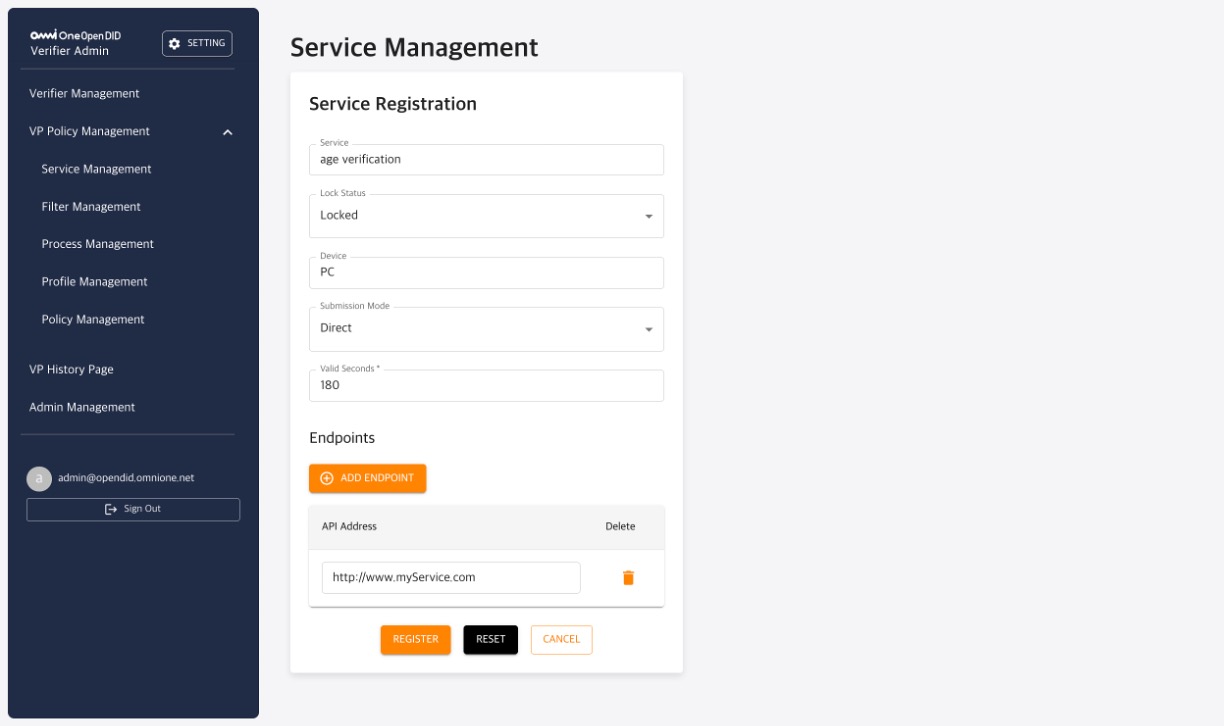 Omni OneOpen DID
Verifier Admin
SETTING
Verifier Management
VP Policy Management
Service Management
Filter Management
Process Management
Profile Management
Policy Management
VP History Page
Admin Management
a
admin@opendid.omnione.net
Sign Out
Service Management
Service Registration
Service
age verification
Lock Status
Locked
Device
PC
Submission Mode
Direct
Valid Seconds *
180
Endpoints
ADD ENDPOINT
API Address
Delete
http://www.myService.com
REGISTER
RESET
CANCEL